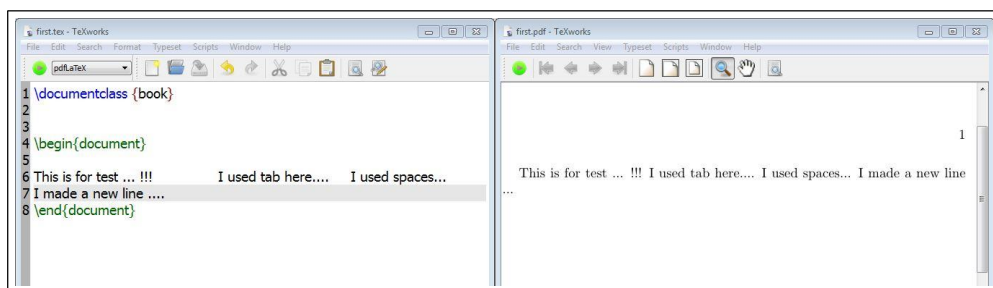 first.tex - TeXworks
File Edit Search Format Typeset Scripts Window Help
pdfLaTeX
1 \documentclass {book}
2
3
4 \begin{document}
5
6 This is for test ... !!! I used tab here.... I used spaces...
7 I made a new line ....
8 \end{document}
first.pdf - TeXworks
File Edit Search View Typeset Scripts Window Help
1
This is for test ... !!! I used tab here.... I used spaces... I made a new line
...